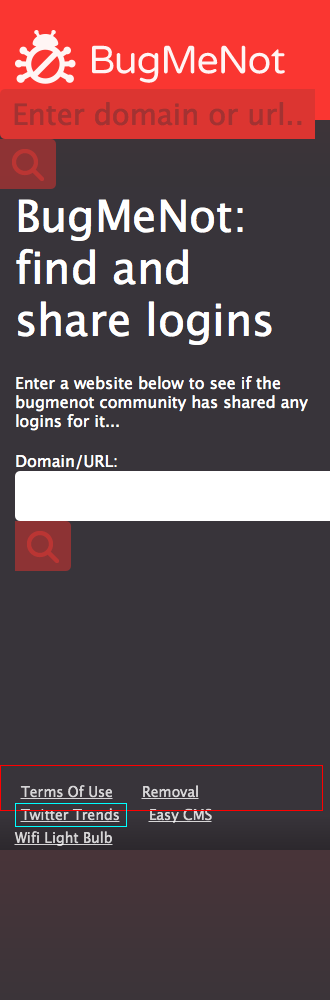 BugMeNot
Enter domain or url..
BugMeNot:
find and
share logins
Enter a website below to see if the
bugmenot community has shared any
logins for it...
Domain/URL:
Terms Of Use Removal
Twitter Trends Easy CMS
Wifi Light Bulb